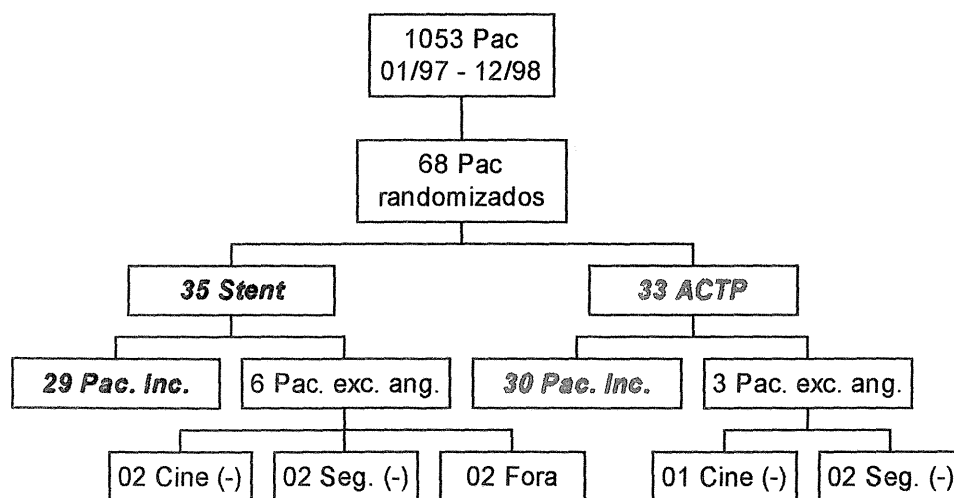 1053 Pac
01/97 - 12/98
68 Pac
randomizados
35 Stent
33 ACTP
29 Pac. Inc.
6 Pac. exc. ang.
30 Pac. Inc.
3 Pac. exc. ang.
02 Cine (-)
02 Seg. (-)
02 Fora
01 Cine (-)
02 Seg. (-)